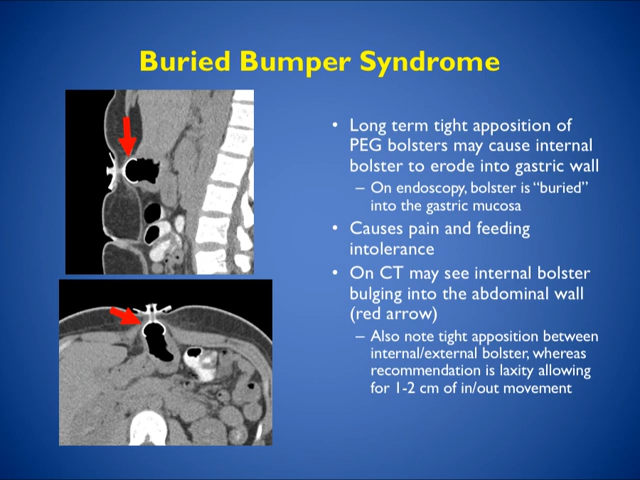 Buried Bumper Syndrome
• Long term tight apposition of
PEG bolsters may cause internal
bolster to erode into gastric wall
– On endoscopy, bolster is “buried”
into the gastric mucosa
• Causes pain and feeding
intolerance
• On CT may see internal bolster
bulging into the abdominal wall
(red arrow)
– Also note tight apposition between
internal/external bolster, whereas
recommendation is laxity allowing
for 1-2 cm of in/out movement